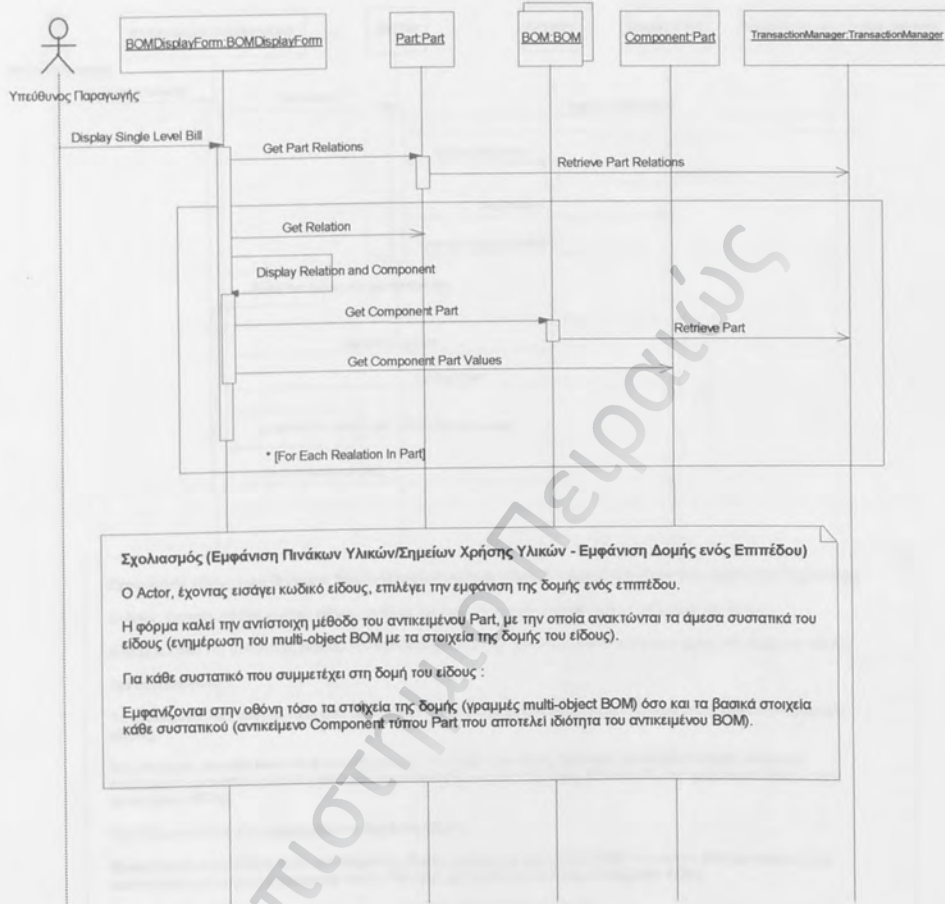 BOMDisplayForm:BOMDisplayForm
Part:Part
BOM:BOM
Component:Part
TransactionManager:TransactionManager
Υπεύθυνος Παραγωγής
Display Single Level Bill
Get Part Relations
Retrieve Part Relations
Get Relation
Display Relation and Component
Get Component Part
Retrieve Part
Get Component Part Values
* [For Each Realation In Part]
Σχολιασμός (Εμφάνιση Πινάκων Υλικών/Σημείων Χρήσης Υλικών - Εμφάνιση Δομής ενός Επιπέδου)
Ο Actor, έχοντας εισάγει κωδικό είδους, επιλέγει την εμφάνιση της δομής ενός επιπέδου.
Η φόρμα καλεί την αντίστοιχη μέθοδο του αντικειμένου Part, με την οποία ανακτώνται τα άμεσα συστατικά του
είδους (ενημέρωση του multi-object BOM με τα στοιχεία της δομής του είδους).
Για κάθε συστατικό που συμμετέχει στη δομή του είδους :
Εμφανίζονται στην οθόνη τόσο τα στοιχεία της δομής (γραμμές multi-object BOM) όσο και τα βασικά στοιχεία
κάθε συστατικού (αντικείμενο Component τύπου Part που αποτελεί ιδιότητα του αντικειμένου BOM).
Πειραιώς